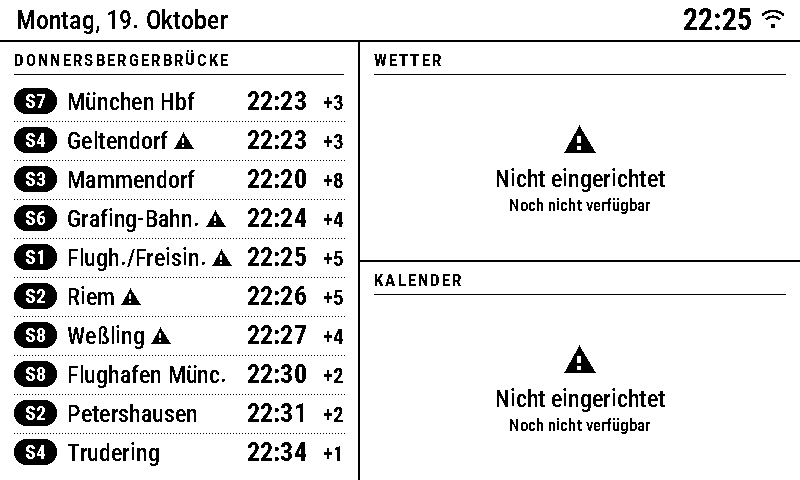 Montag, 19. Oktober 22:25
DONNERSBERGERBRÜCKE
S7 München Hbf 22:23 +3
S4 Geltendorf 22:23 +3
S3 Mammendorf 22:20 +8
S6 Grafing-Bahn. 22:24 +4
S1 Flugh./Freisin. 22:25 +5
S2 Riem 22:26 +5
S8 Weßling 22:27 +4
S8 Flughafen Münc. 22:30 +2
S2 Petershausen 22:31 +2
S4 Trudering 22:34 +1
WETTER
Nicht eingerichtet
Noch nicht verfügbar
KALENDER
Nicht eingerichtet
Noch nicht verfügbar